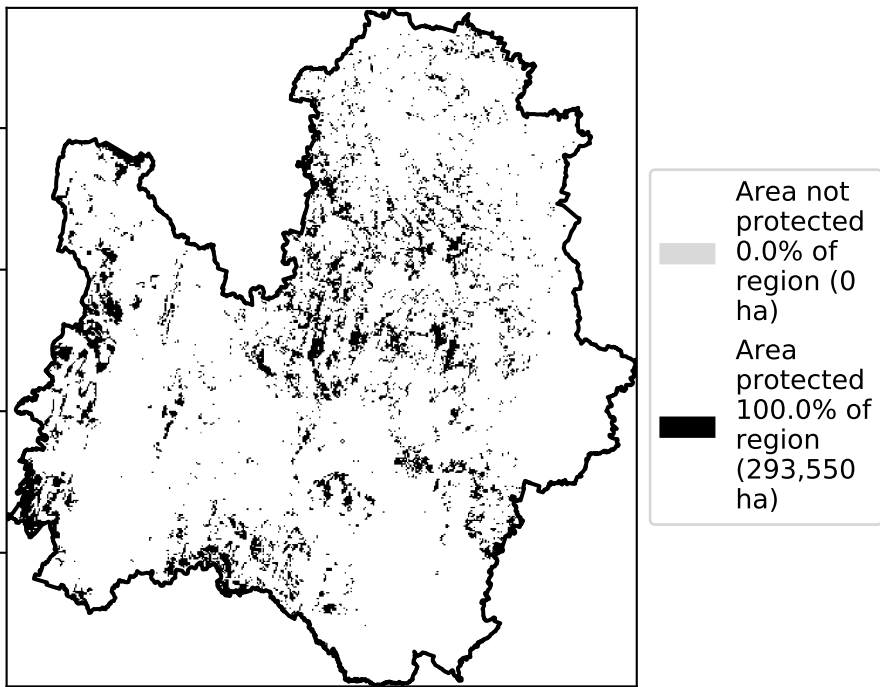 Area not
protected
0.0% of
region (0
ha)
Area
protected
100.0% of
region
(293,550
ha)